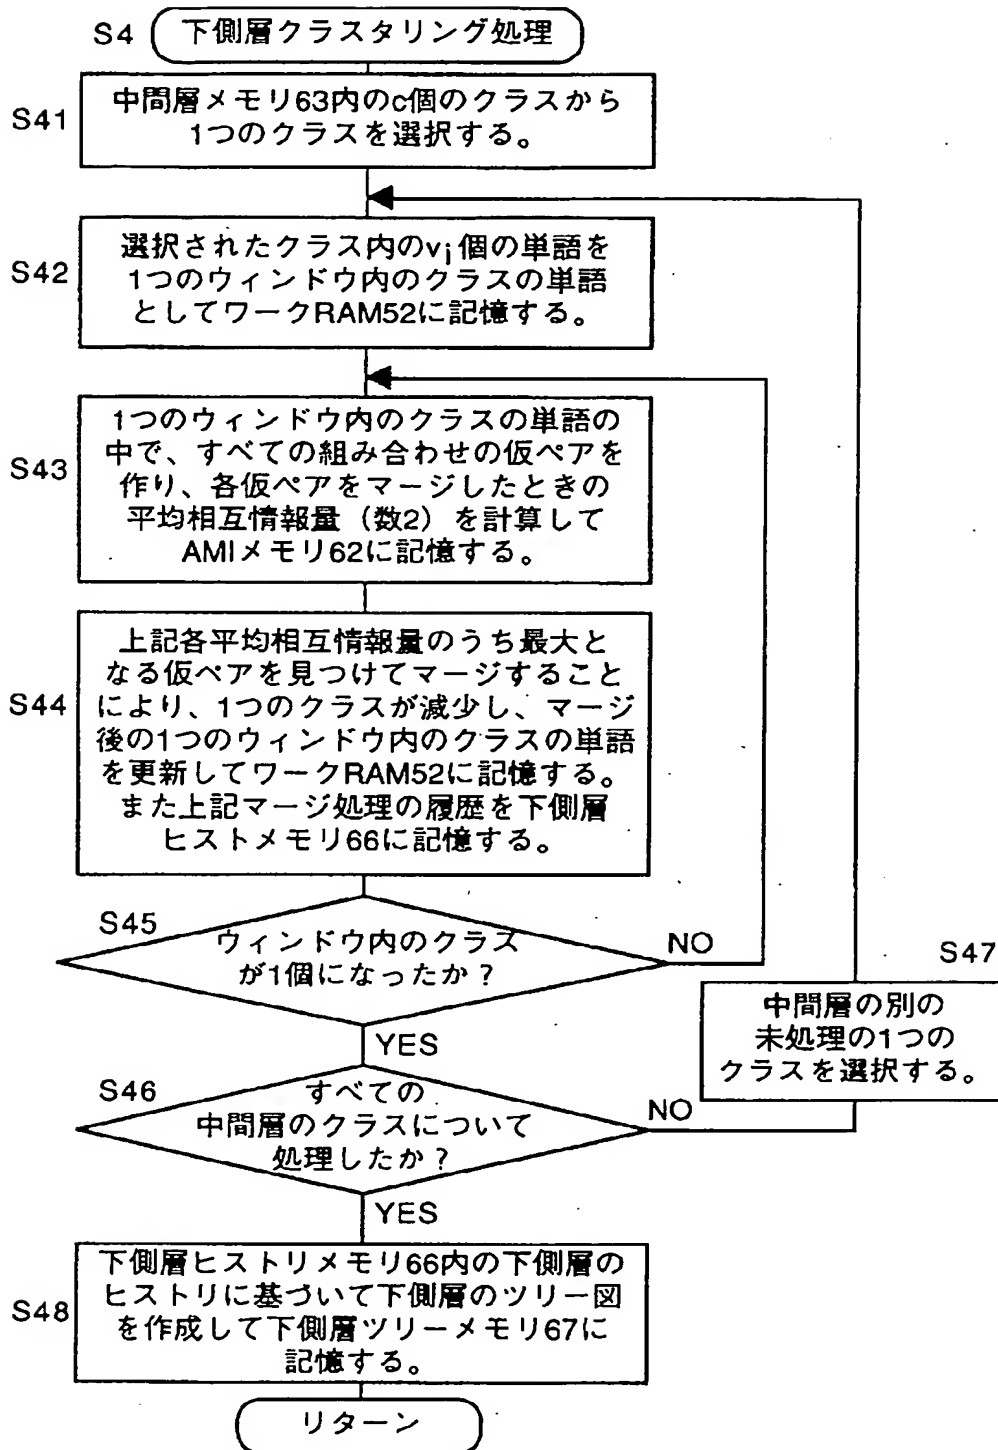 S4 下側層クラスタリング処理
S41
中間層メモリ63内のc個のクラスから
1つのクラスを選択する。
S42
選択されたクラス内のvj個の単語を
1つのウィンドウ内のクラスの単語
としてワークRAM52に記憶する。
S43
1つのウィンドウ内のクラスの単語の
中で、すべての組み合わせの仮ペアを
作り、各仮ペアをマージしたときの
平均相互情報量（数2）を計算して
AMIメモリ62に記憶する。
S44
上記各平均相互情報量のうち最大と
なる仮ペアを見つけてマージすること
により、1つのクラスが減少し、マージ
後の1つのウィンドウ内のクラスの単語
を更新してワークRAM52に記憶する。
また上記マージ処理の履歴を下側層
ヒストメモリ66に記憶する。
S45
ウィンドウ内のクラス
が1個になったか？
NO
YES
S47
中間層の別の
未処理の1つの
クラスを選択する。
S46
すべての
中間層のクラスについて
処理したか？
NO
YES
S48
下側層ヒストリメモリ66内の下側層の
ヒストリに基づいて下側層のツリー図
を作成して下側層ツリーメモリ67に
記憶する。
リターン